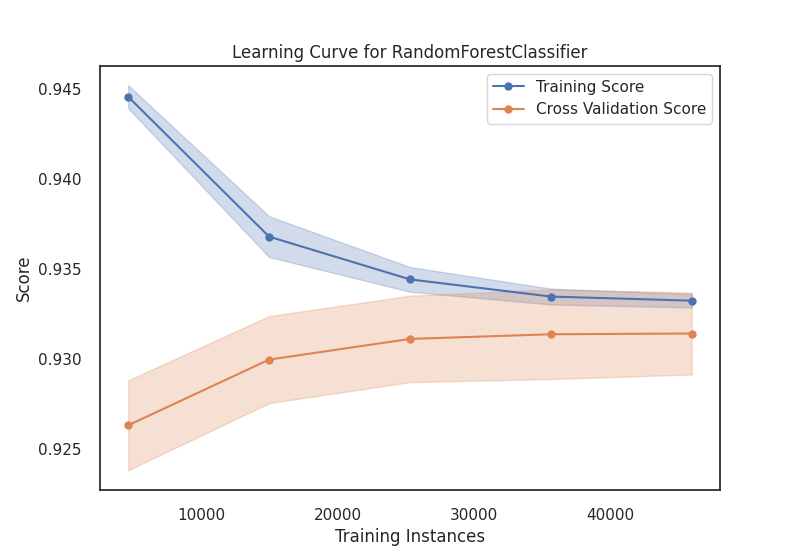 Learning Curve for RandomForestClassifier
Training Score
Cross Validation Score
Score
0.945
0.940
0.935
0.930
0.925
10000 20000 30000 40000
Training Instances